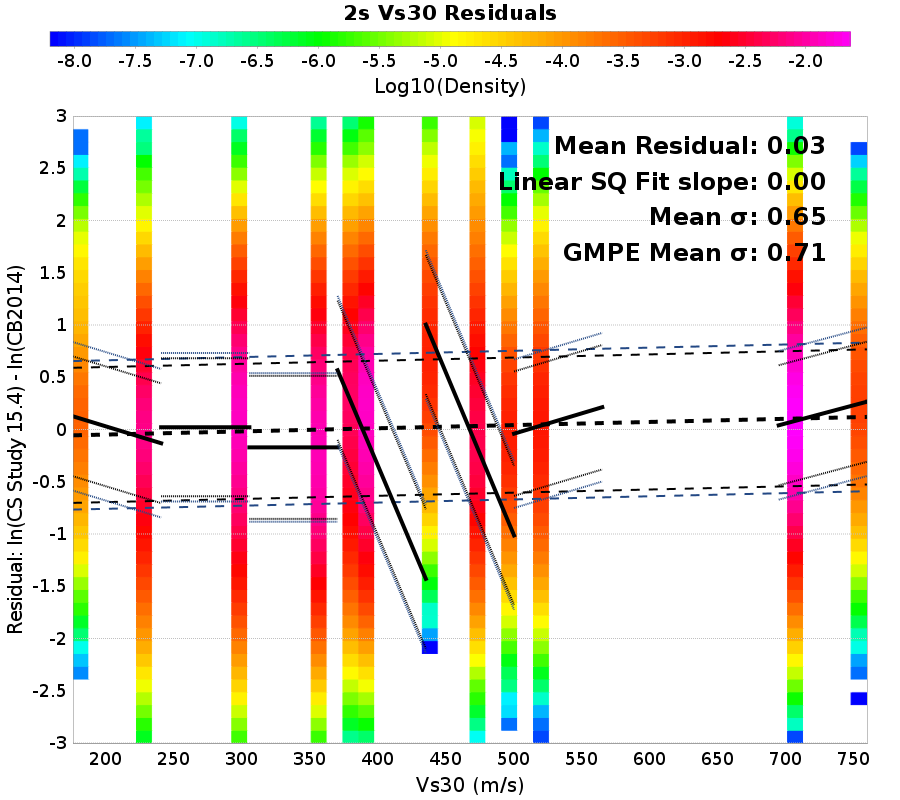 2s Vs30 Residuals
-8.0 -7.5 -7.0 -6.5 -6.0 -5.5 -5.0 -4.5 -4.0 -3.5 -3.0 -2.5 -2.0
Log10(Density)
Mean Residual: 0.03
Linear SQ Fit slope: 0.00
Mean σ: 0.65
GMPE Mean σ: 0.71
Residual: ln(CS Study 15.4) - ln(CB2014)
3
2.5
2
1.5
1
0.5
0
-0.5
-1
-1.5
-2
-2.5
-3
200 250 300 350 400 450 500 550 600 650 700 750
Vs30 (m/s)